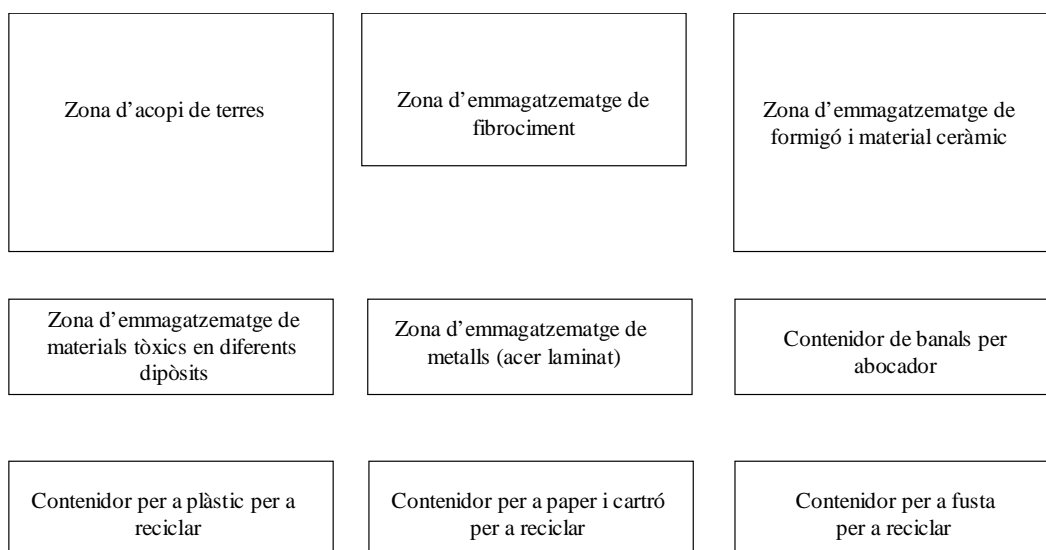 Zona d'acopi de terres
Zona d'emmagatzematge de
fibrociment
Zona d'emmagatzematge de
formigó i material ceràmic
Zona d'emmagatzematge de
materials tòxics en diferents
dipòsits
Zona d'emmagatzematge de
metalls (acer laminat)
Contenidor de banals per
abocador
Contenidor per a plàstic per a
reciclar
Contenidor per a paper i cartró
per a reciclar
Contenidor per a fusta
per a reciclar